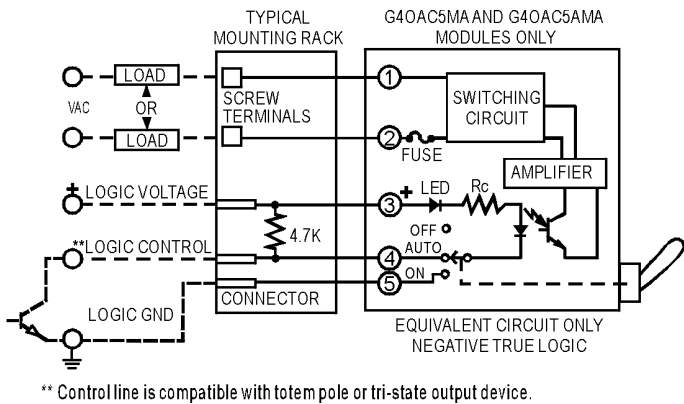 TYPICAL
MOUNTING RACK
G4OAC5MA AND G4OAC5AMA
MODULES ONLY
LOAD
VAC
OR
LOAD
SCREW
TERMINALS
1
2
FUSE
SWITCHING
CIRCUIT
AMPLIFIER
+
LOGIC VOLTAGE
3
+
LED
Rc
4.7K
OFF
AUTO
**LOGIC CONTROL
4
ON
5
CONNECTOR
LOGIC GND
EQUIVALENT CIRCUIT ONLY
NEGATIVE TRUE LOGIC
** Control line is compatible with totem pole or tri-state output device.